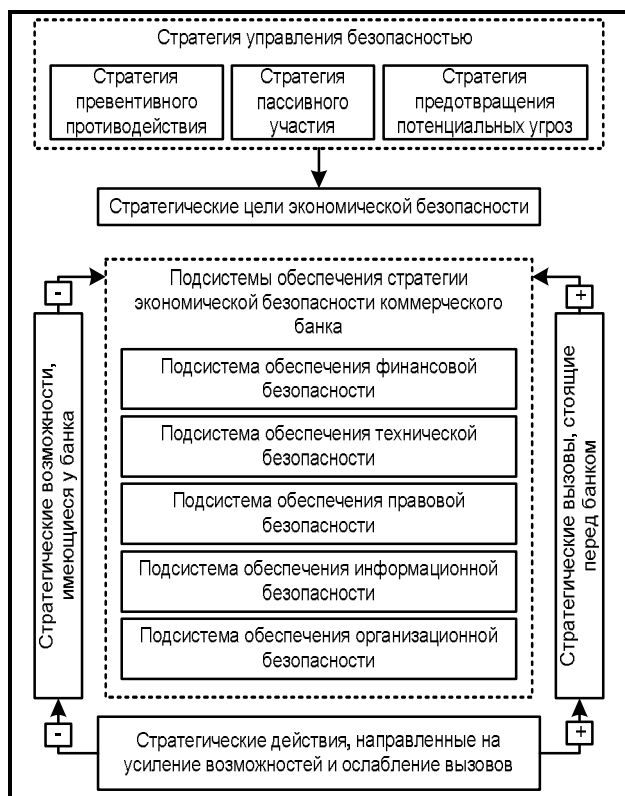 Стратегия управления безопасностью
Стратегия
превентивного
противодействия
Стратегия
пассивного
участия
Стратегия
предотвращения
потенциальных угроз
Стратегические цели экономической безопасности
-
+
Подсистемы обеспечения стратегии
экономической безопасности коммерческого
банка
Стратегические возможности,
имеющиеся у банка
Подсистема обеспечения финансовой
безопасности
Подсистема обеспечения технической
безопасности
Подсистема обеспечения правовой
безопасности
Подсистема обеспечения информационной
безопасности
Подсистема обеспечения организационной
безопасности
Стратегические вызовы, стоящие
перед банком
-
+
Стратегические действия, направленные на
усиление возможностей и ослабление вызовов